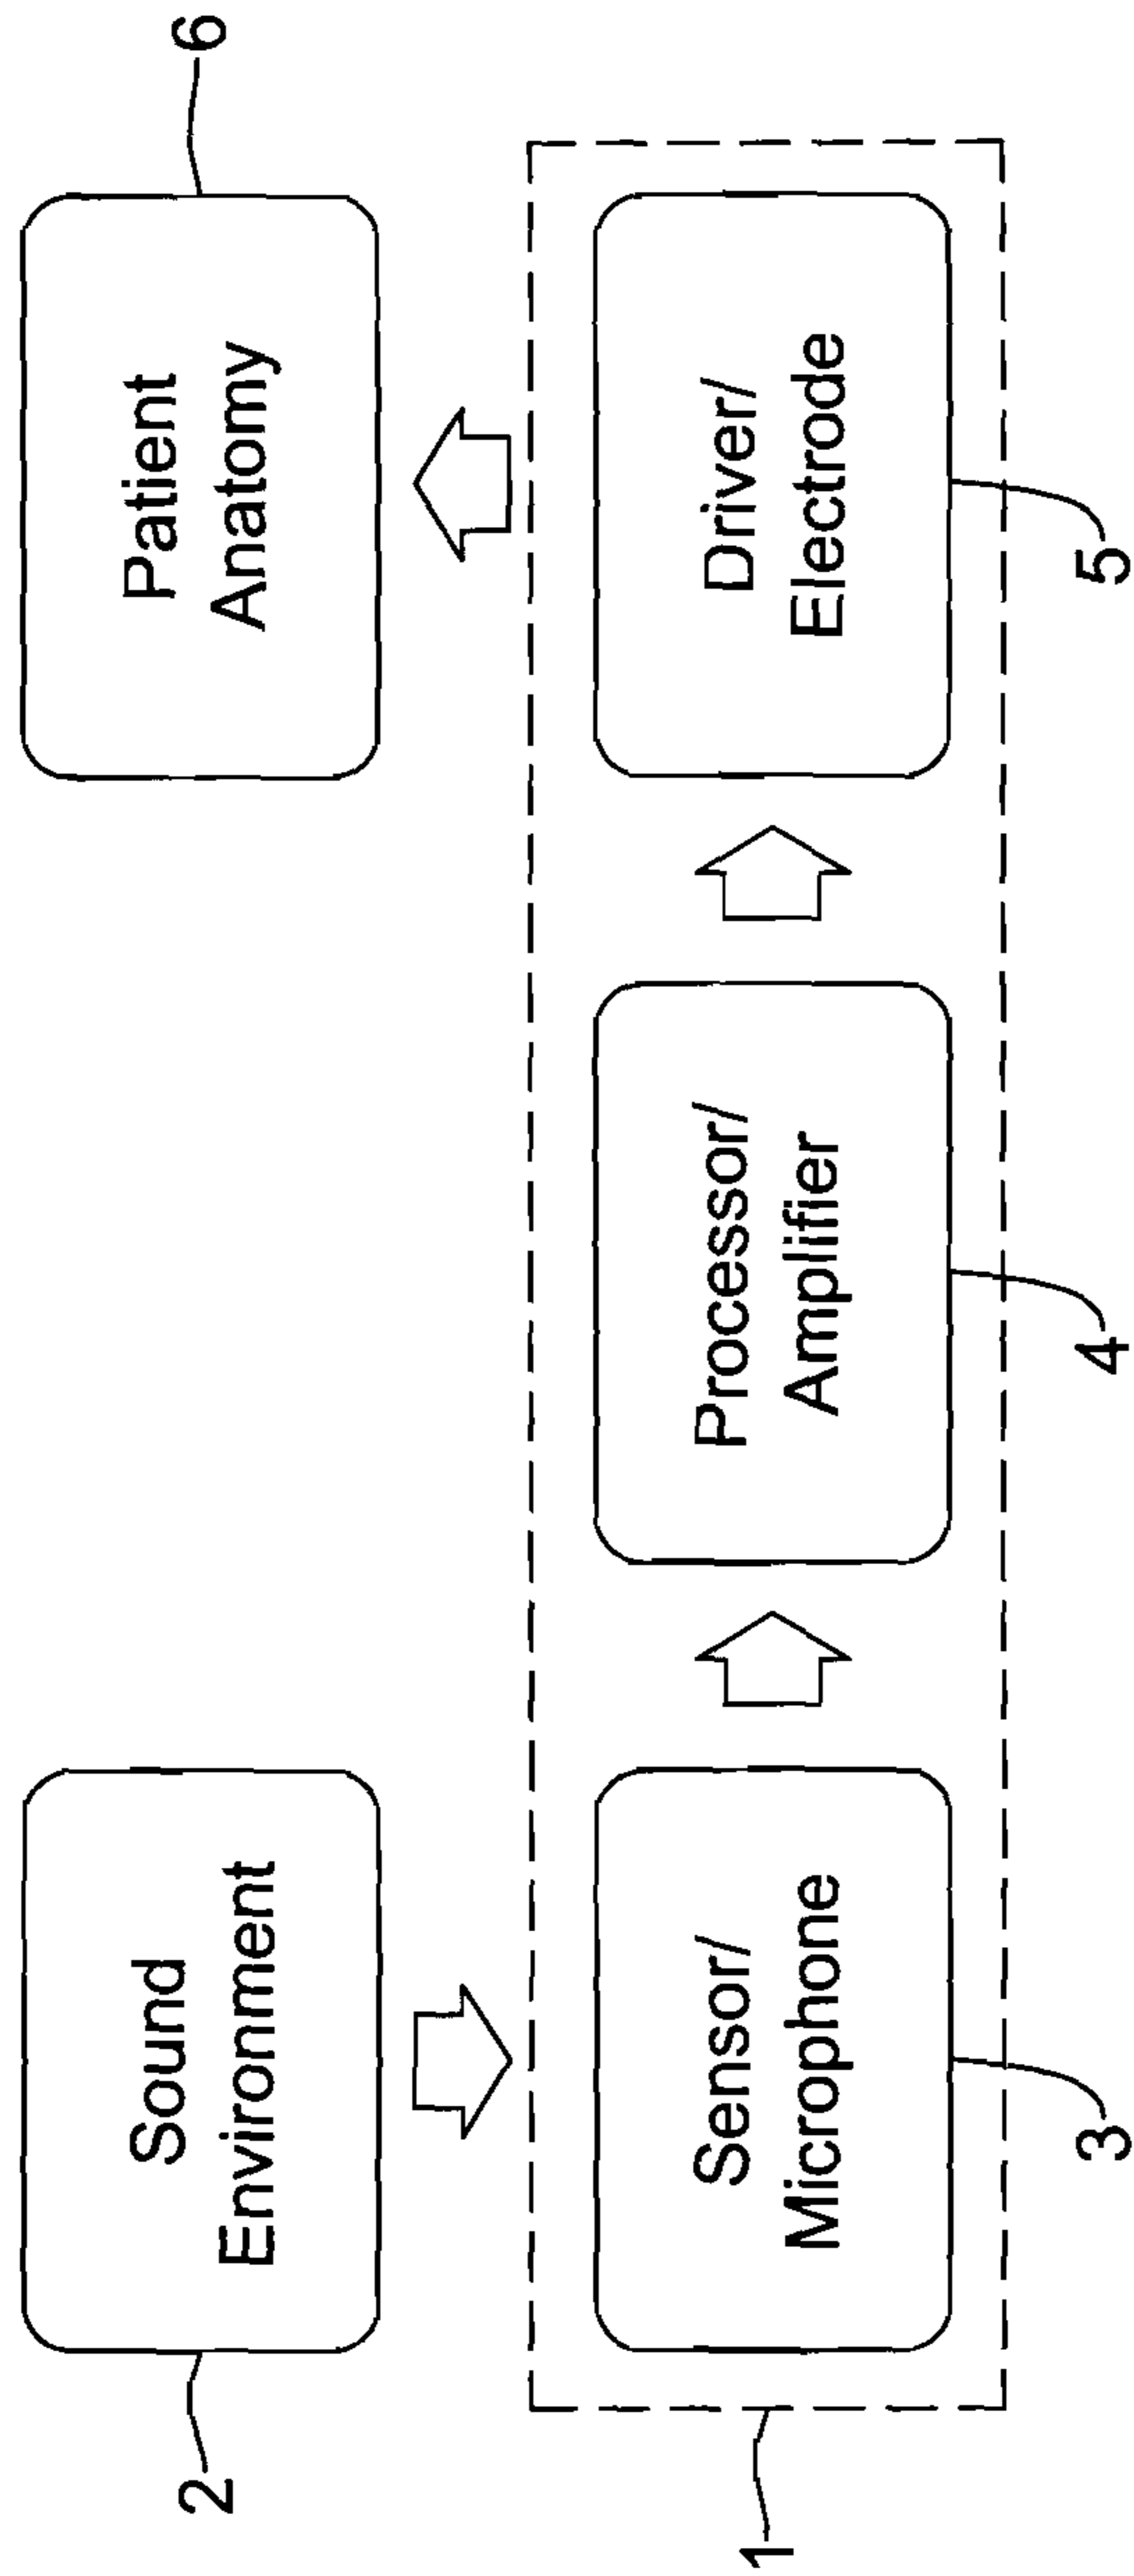 Sound
Environment
2
Patient
Anatomy
6
Sensor/
Microphone
3
Processor/
Amplifier
4
Driver/
Electrode
5
1